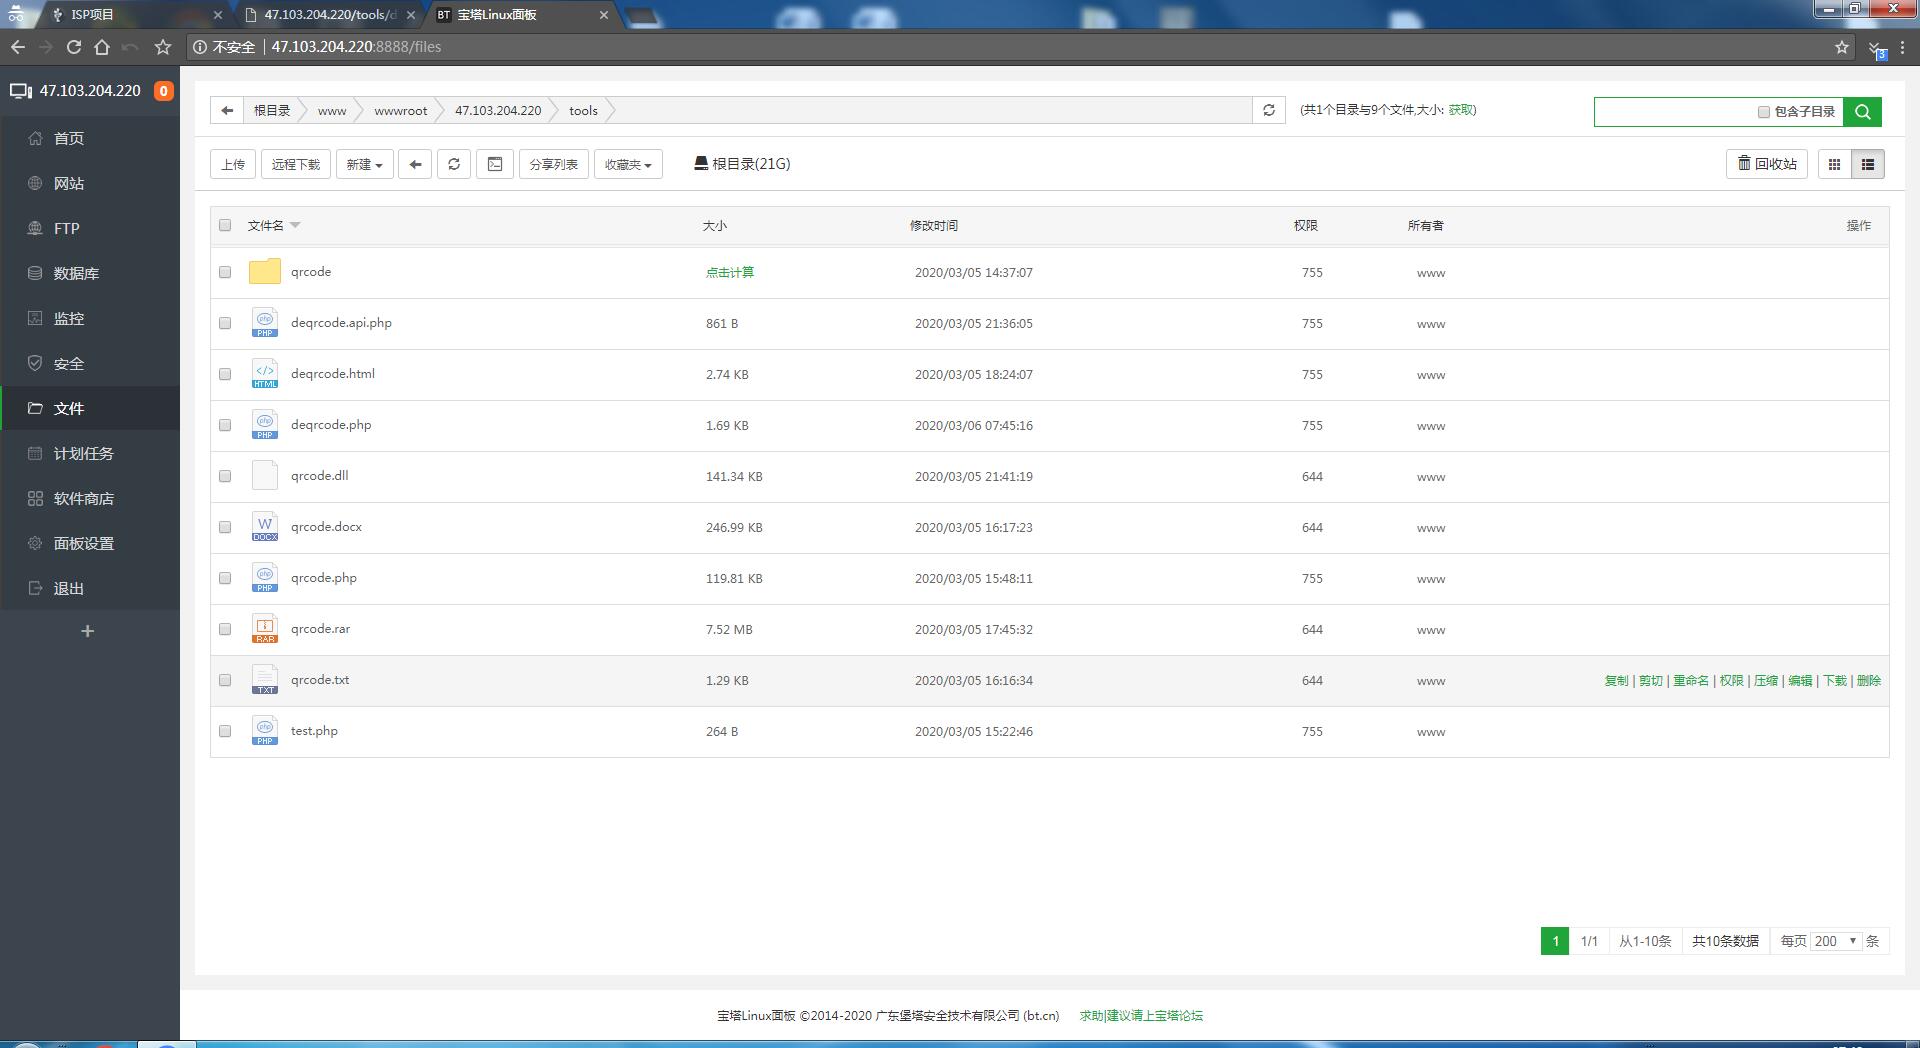 ISP项目
47.103.204.220/tools/d
BT 宝塔Linux面板
不安全 47.103.204.220:8888/files
3
47.103.204.220 0
首页
网站
FTP
数据库
监控
安全
文件
计划任务
软件商店
面板设置
退出
根目录 www wwwroot 47.103.204.220 tools (共1个目录与9个文件,大小: 获取) 包含子目录
上传 远程下载 新建 分享列表 收藏夹 根目录(21G) 回收站
文件名 大小 修改时间 权限 所有者 操作
qrcode 点击计算 2020/03/05 14:37:07 755 www
php PHP deqrcode.api.php 861 B 2020/03/05 21:36:05 755 www
</> HTML deqrcode.html 2.74 KB 2020/03/05 18:24:07 755 www
php PHP deqrcode.php 1.69 KB 2020/03/06 07:45:16 755 www
qrcode.dll 141.34 KB 2020/03/05 21:41:19 644 www
W DOCX qrcode.docx 246.99 KB 2020/03/05 16:17:23 644 www
php PHP qrcode.php 119.81 KB 2020/03/05 15:48:11 755 www
RAR qrcode.rar 7.52 MB 2020/03/05 17:45:32 644 www
TXT qrcode.txt 1.29 KB 2020/03/05 16:16:34 644 www 复制 | 剪切 | 重命名 | 权限 | 压缩 | 编辑 | 下载 | 删除
php PHP test.php 264 B 2020/03/05 15:22:46 755 www
1 1/1 从1-10条 共10条数据 每页 200 条
宝塔Linux面板 ©2014-2020 广东堡塔安全技术有限公司 (bt.cn) 求助|建议请上宝塔论坛